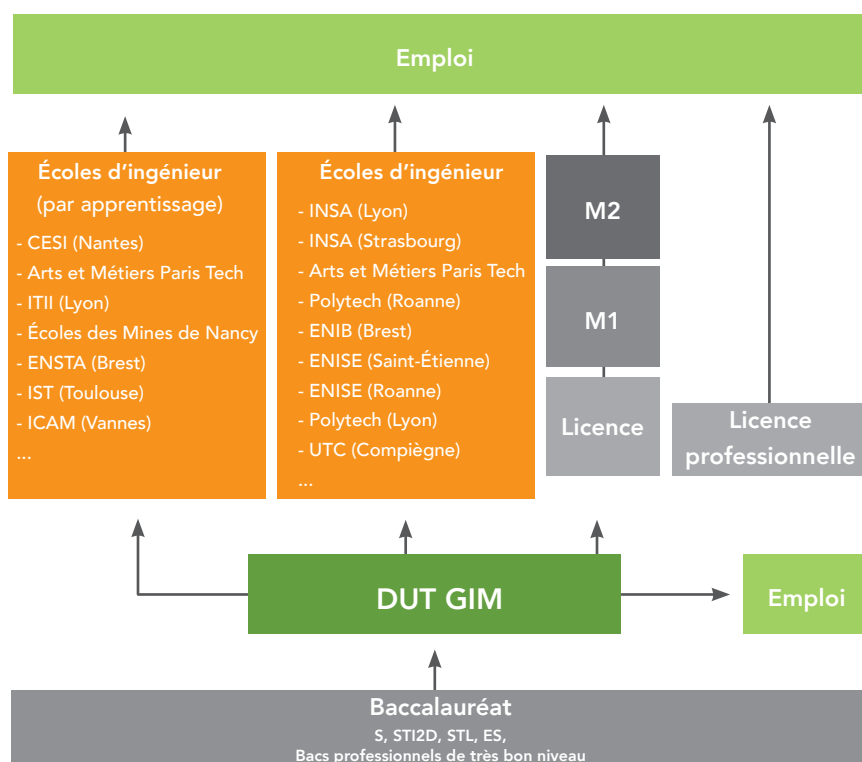 Emploi
Écoles d'ingénieur
(par apprentissage)
- CESI (Nantes)
- Arts et Métiers Paris Tech
- ITII (Lyon)
- Écoles des Mines de Nancy
- ENSTA (Brest)
- IST (Toulouse)
- ICAM (Vannes)
...
Écoles d'ingénieur
- INSA (Lyon)
- INSA (Strasbourg)
- Arts et Métiers Paris Tech
- Polytech (Roanne)
- ENIB (Brest)
- ENISE (Saint-Étienne)
- ENISE (Roanne)
- Polytech (Lyon)
- UTC (Compiègne)
...
M2
M1
Licence
Licence
professionnelle
DUT GIM
Emploi
Baccalauréat
S, STI2D, STL, ES,
Bacs professionnels de très bon niveau